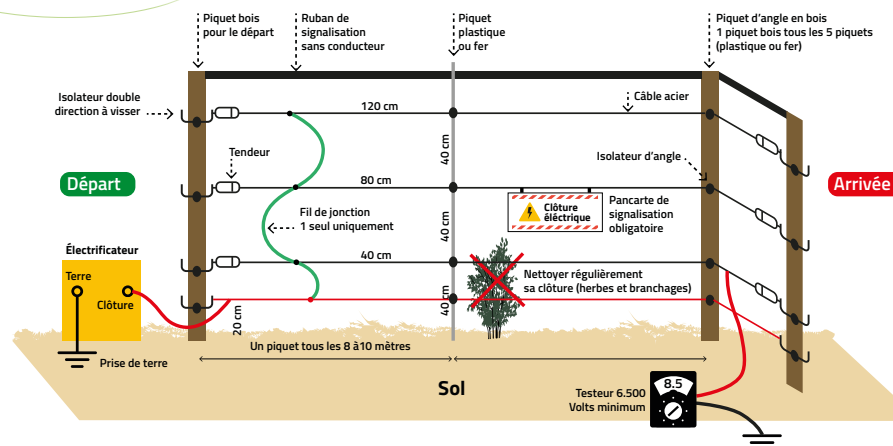 Piquet bois
pour le départ
Ruban de
signalisation
sans conducteur
Piquet
plastique
ou fer
Piquet d'angle en bois
1 piquet bois tous les 5 piquets
(plastique ou fer)
Isolateur double
direction à visser
120 cm
Câble acier
Tendeur
40 cm
Isolateur d'angle
Départ
80 cm
Arrivée
Clôture
éléctrique
Pancarte de
signalisation
obligatoire
Fil de jonction
1 seul uniquement
40 cm
Électrificateur
40 cm
Terre
Clôture
Nettoyer régulièrement
sa clôture (herbes et branchages)
40 cm
20 cm
Un piquet tous les 8 à10 mètres
Prise de terre
Sol
8.5
Testeur 6.500
Volts minimum